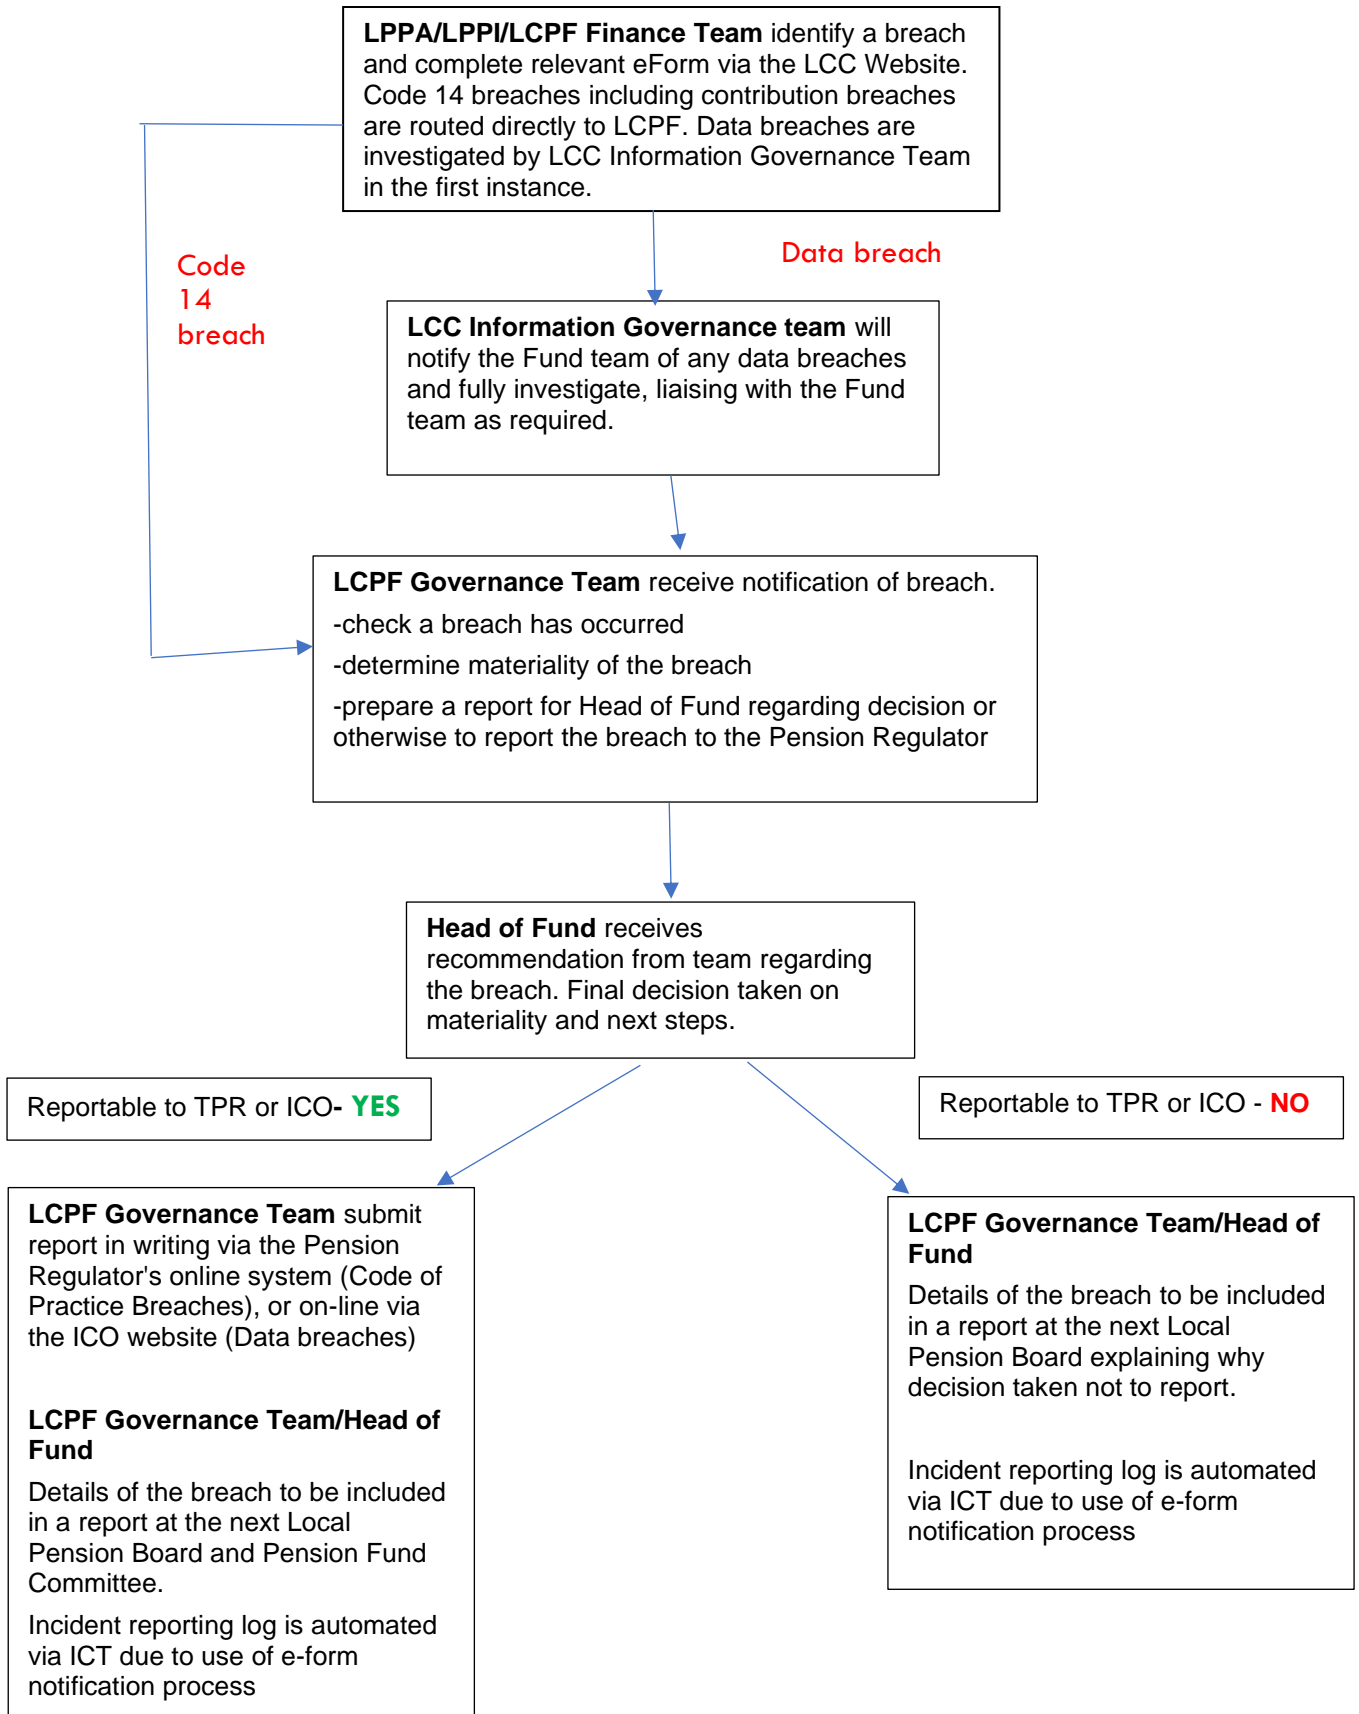 LPPA/LPPI/LCPF Finance Team identify a breach
and complete relevant eForm via the LCC Website.
Code 14 breaches including contribution breaches
are routed directly to LCPF. Data breaches are
investigated by LCC Information Governance Team
in the first instance.
Code
14
breach
Data breach
LCC Information Governance team will
notify the Fund team of any data breaches
and fully investigate, liaising with the Fund
team as required.
LCPF Governance Team receive notification of breach.
-check a breach has occurred
-determine materiality of the breach
-prepare a report for Head of Fund regarding decision or
otherwise to report the breach to the Pension Regulator
Head of Fund receives
recommendation from team regarding
the breach. Final decision taken on
materiality and next steps.
Reportable to TPR or ICO- YES
Reportable to TPR or ICO - NO
LCPF Governance Team submit
report in writing via the Pension
Regulator's online system (Code of
Practice Breaches), or on-line via
the ICO website (Data breaches)
LCPF Governance Team/Head of
Fund
Details of the breach to be included
in a report at the next Local
Pension Board and Pension Fund
Committee.
Incident reporting log is automated
via ICT due to use of e-form
notification process
LCPF Governance Team/Head of
Fund
Details of the breach to be included
in a report at the next Local
Pension Board explaining why
decision taken not to report.
Incident reporting log is automated
via ICT due to use of e-form
notification process